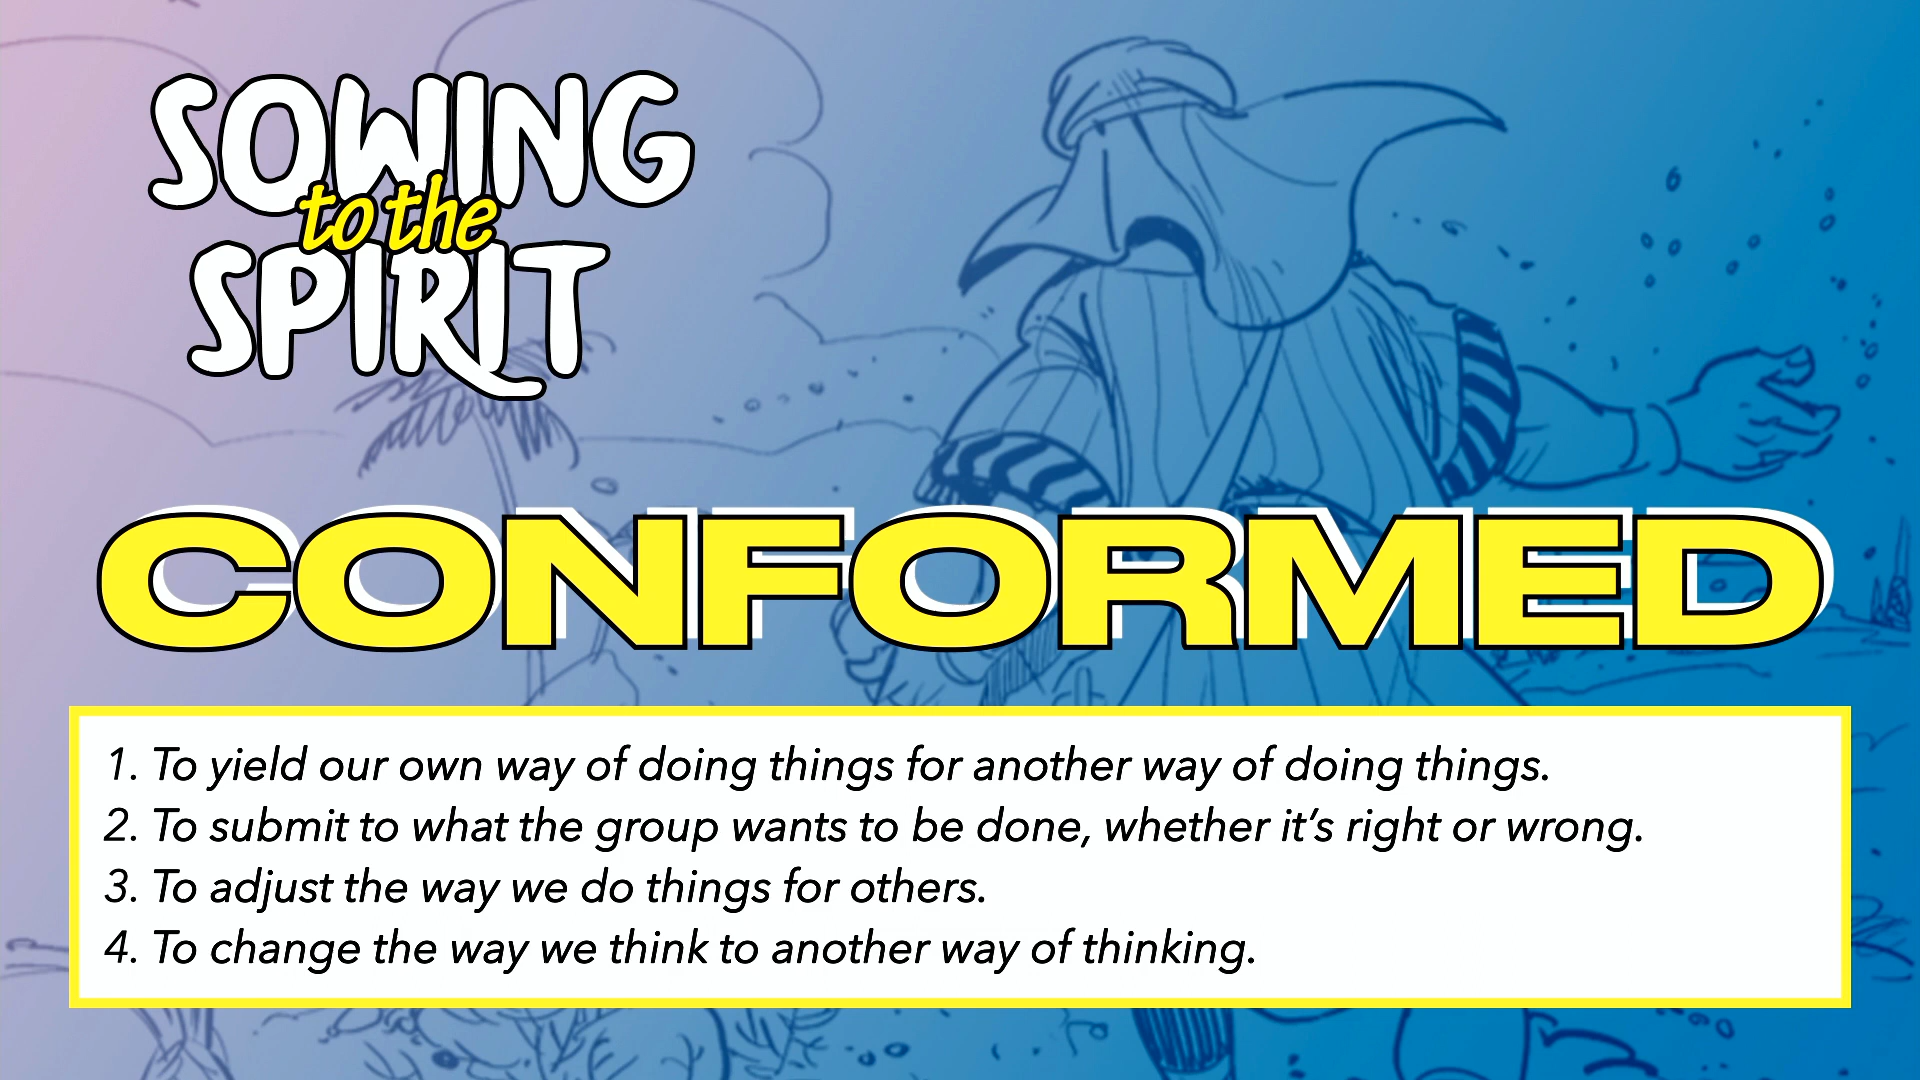 SOWING
to the
SPIRIT
CONFORMED
1. To yield our own way of doing things for another way of doing things.
2. To submit to what the group wants to be done, whether it’s right or wrong.
3. To adjust the way we do things for others.
4. To change the way we think to another way of thinking.